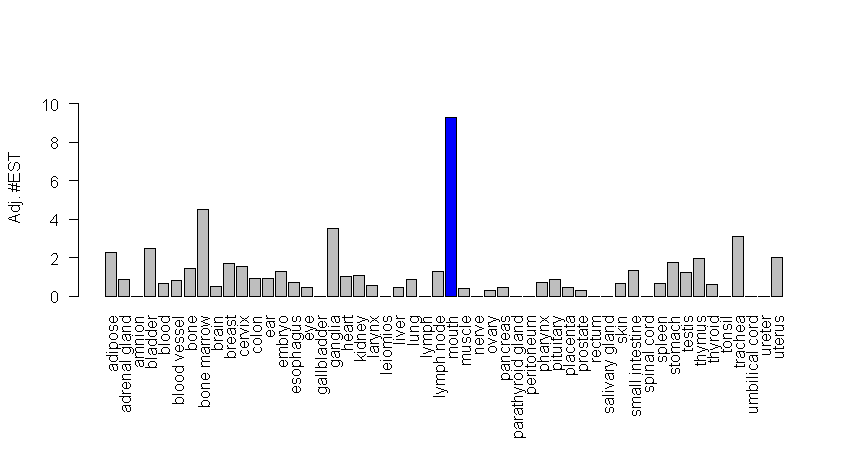 Adj. #EST
10
8
6
4
2
0
adipose
adrenal gland
amnion
bladder
blood
blood vessel
bone
bone marrow
brain
breast
cervix
colon
ear
embryo
esophagus
eye
gallbladder
ganglia
heart
kidney
larynx
leiomios
liver
lung
lymph
lymph node
mouth
muscle
nerve
ovary
pancreas
parathyroid gland
peritoneum
pharynx
pituitary
placenta
prostate
rectum
salivary gland
skin
small intestine
spinal cord
spleen
stomach
testis
thymus
thyroid
tonsil
trachea
umbilical cord
ureter
uterus